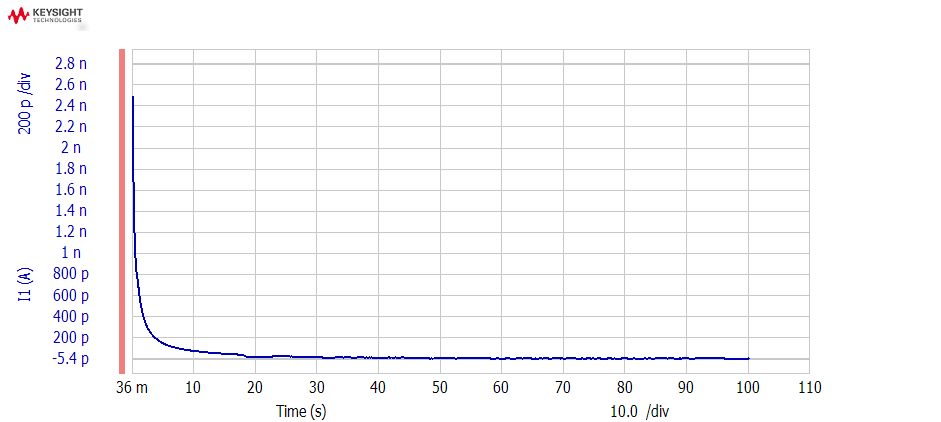 KEYSIGHT
TECHNOLOGIES
200 p /div
I1 (A)
2.8 n
2.6 n
2.4 n
2.2 n
2 n
1.8 n
1.6 n
1.4 n
1.2 n
1 n
800 p
600 p
400 p
200 p
-5.4 p
36 m 10 20 30 40 50 60 70 80 90 100 110
Time (s) 10.0 /div